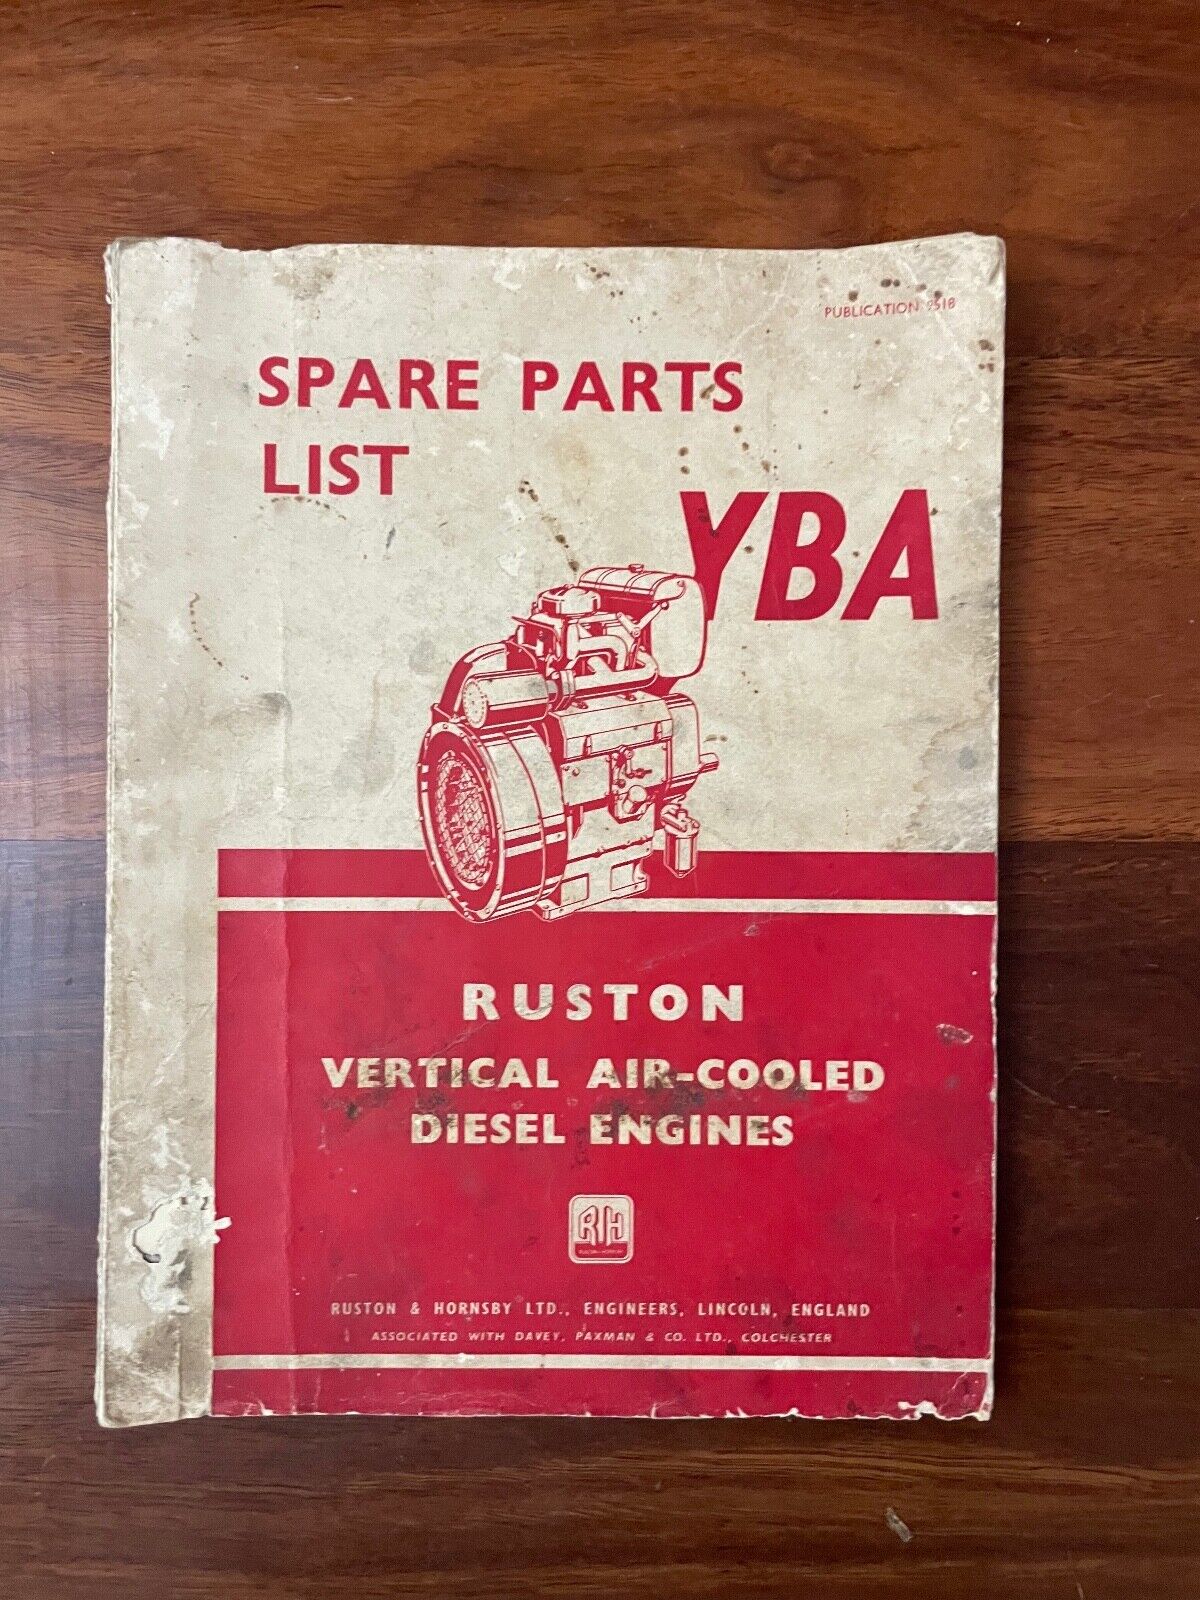 PUBLICATION 9518
SPARE PARTS
LIST
YBA
RUSTON
VERTICAL AIR-COOLED
DIESEL ENGINES
RH
RUSTON & HORNSBY LTD., ENGINEERS, LINCOLN, ENGLAND
ASSOCIATED WITH DAVEY, PAXMAN & CO. LTD., COLCHESTER